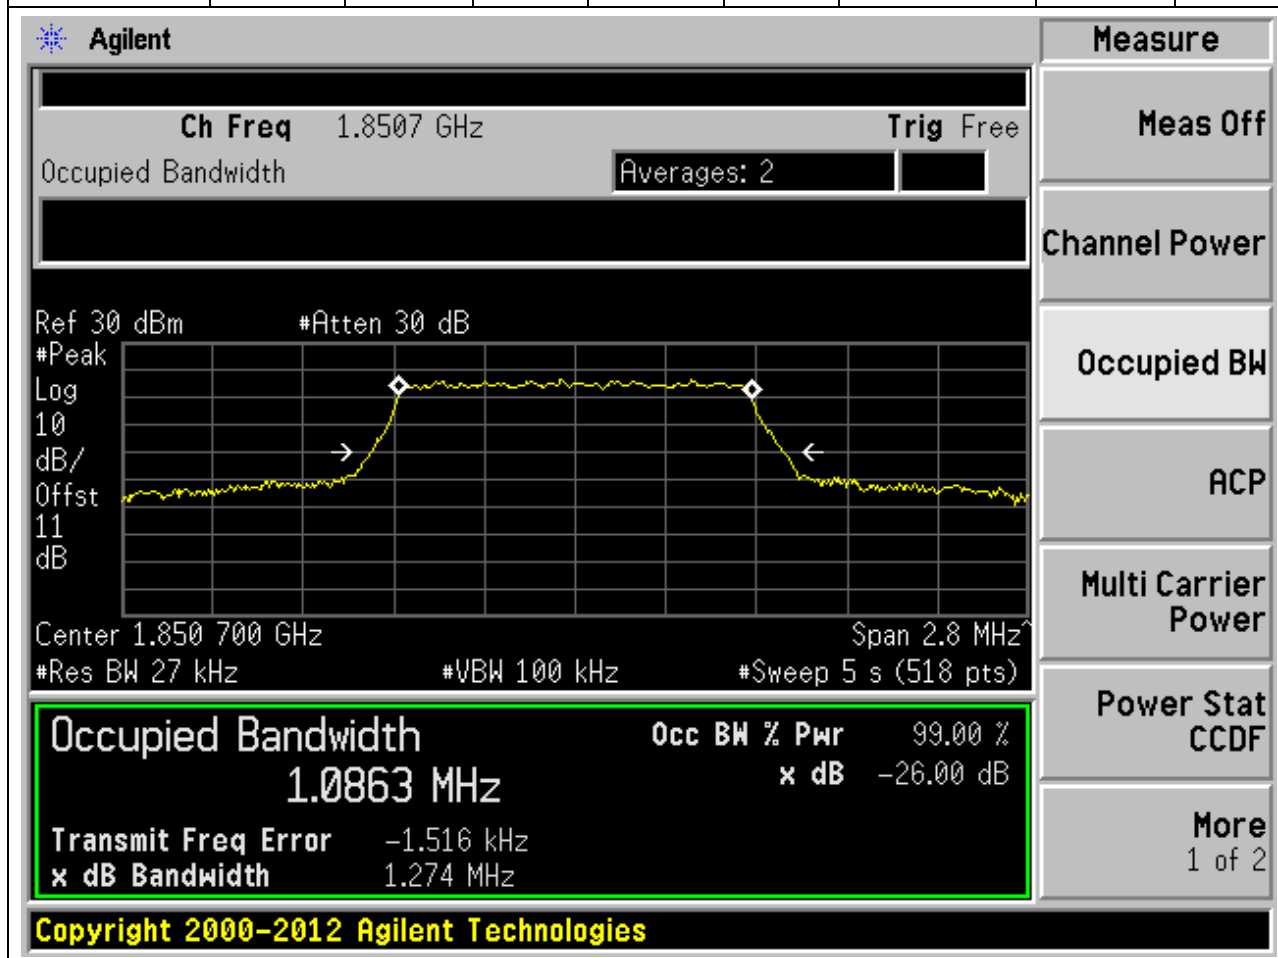 Agilent
Measure
Ch Freq 1.8507 GHz Trig Free
Meas Off
Occupied Bandwidth Averages: 2
Channel Power
Ref 30 dBm #Atten 30 dB
#Peak
Log
10
dB/
Offst
11
dB
Occupied BW
ACP
Center 1.850 700 GHz Span 2.8 MHz^
#Res BW 27 kHz #VBW 100 kHz #Sweep 5 s (518 pts)
Multi Carrier
Power
Occupied Bandwidth Occ BW % Pwr 99.00 %
1.0863 MHz x dB -26.00 dB
Transmit Freq Error -1.516 kHz
x dB Bandwidth 1.274 MHz
Power Stat
CCDF
More
1 of 2
Copyright 2000-2012 Agilent Technologies